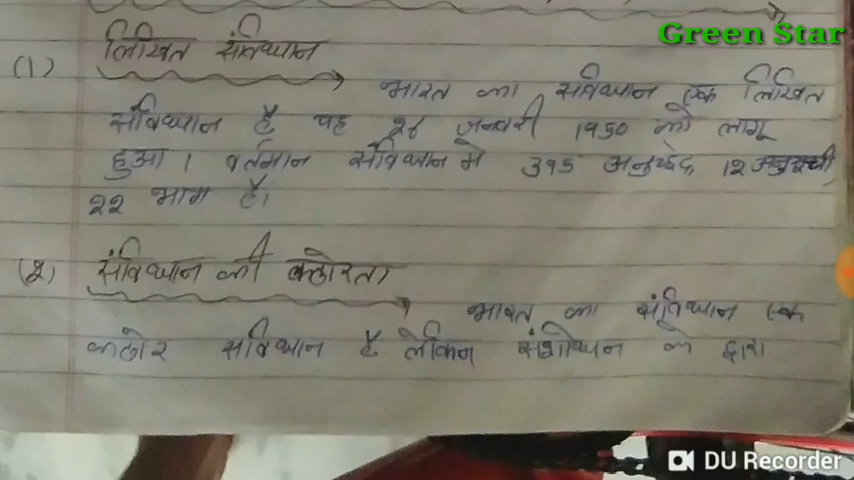 Green Star
(1) लिखित संविधान
भारत का संविधान एक लिखित
संविधान है यह 26 जनवरी 1950 को लागू
हुआ। वर्तमान संविधान मे 395 अनुच्छेद, 12 अनुसूची
22 भाग है।
(2) संविधान की कठोरता
भारत का संविधान एक
कठोर संविधान है लेकिन संशोधन के द्वारा
DU Recorder